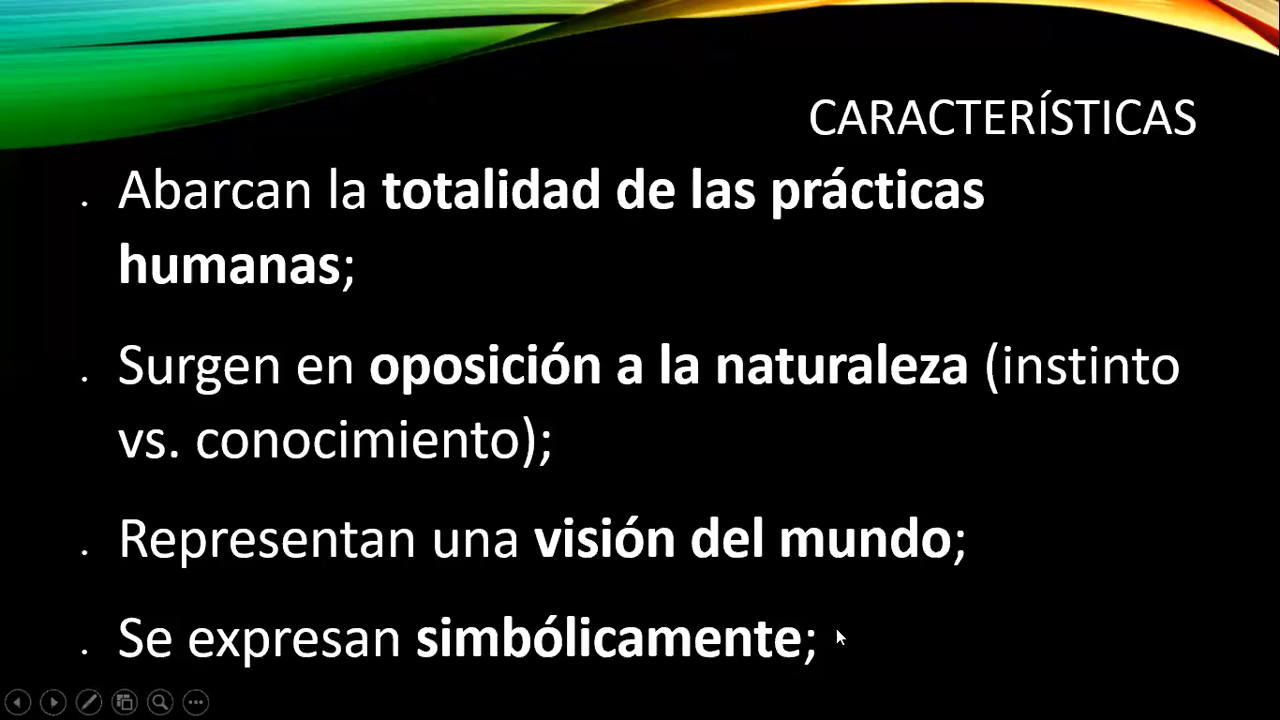 CARACTERÍSTICAS
. Abarcan la totalidad de las prácticas
humanas;
. Surgen en oposición a la naturaleza (instinto
vs. conocimiento);
. Representan una visión del mundo;
. Se expresan simbólicamente;